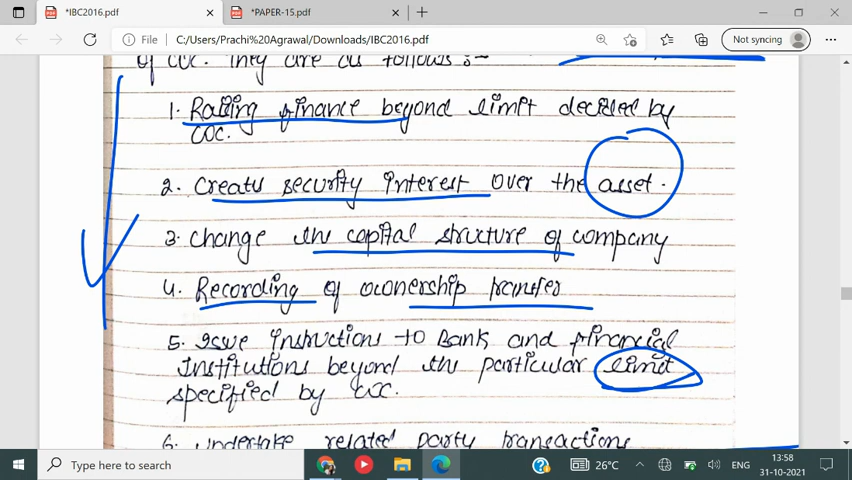 *IBC2016.pdf
*PAPER-15.pdf
File C:/Users/Prachi%20Agrawal/Downloads/IBC2016.pdf
Not syncing
of COC. They are as follows :-
1. Raising finance beyond limit decided by
COC.
2. Create security interest over the asset.
3. Change the capital structure of company
4. Recording of ownership transfer
5. Issue instructions to Bank and financial
Institutions beyond the particular limit
specified by COC.
6. undertake related party transactions
Type here to search
26°C
ENG
13:58
31-10-2021